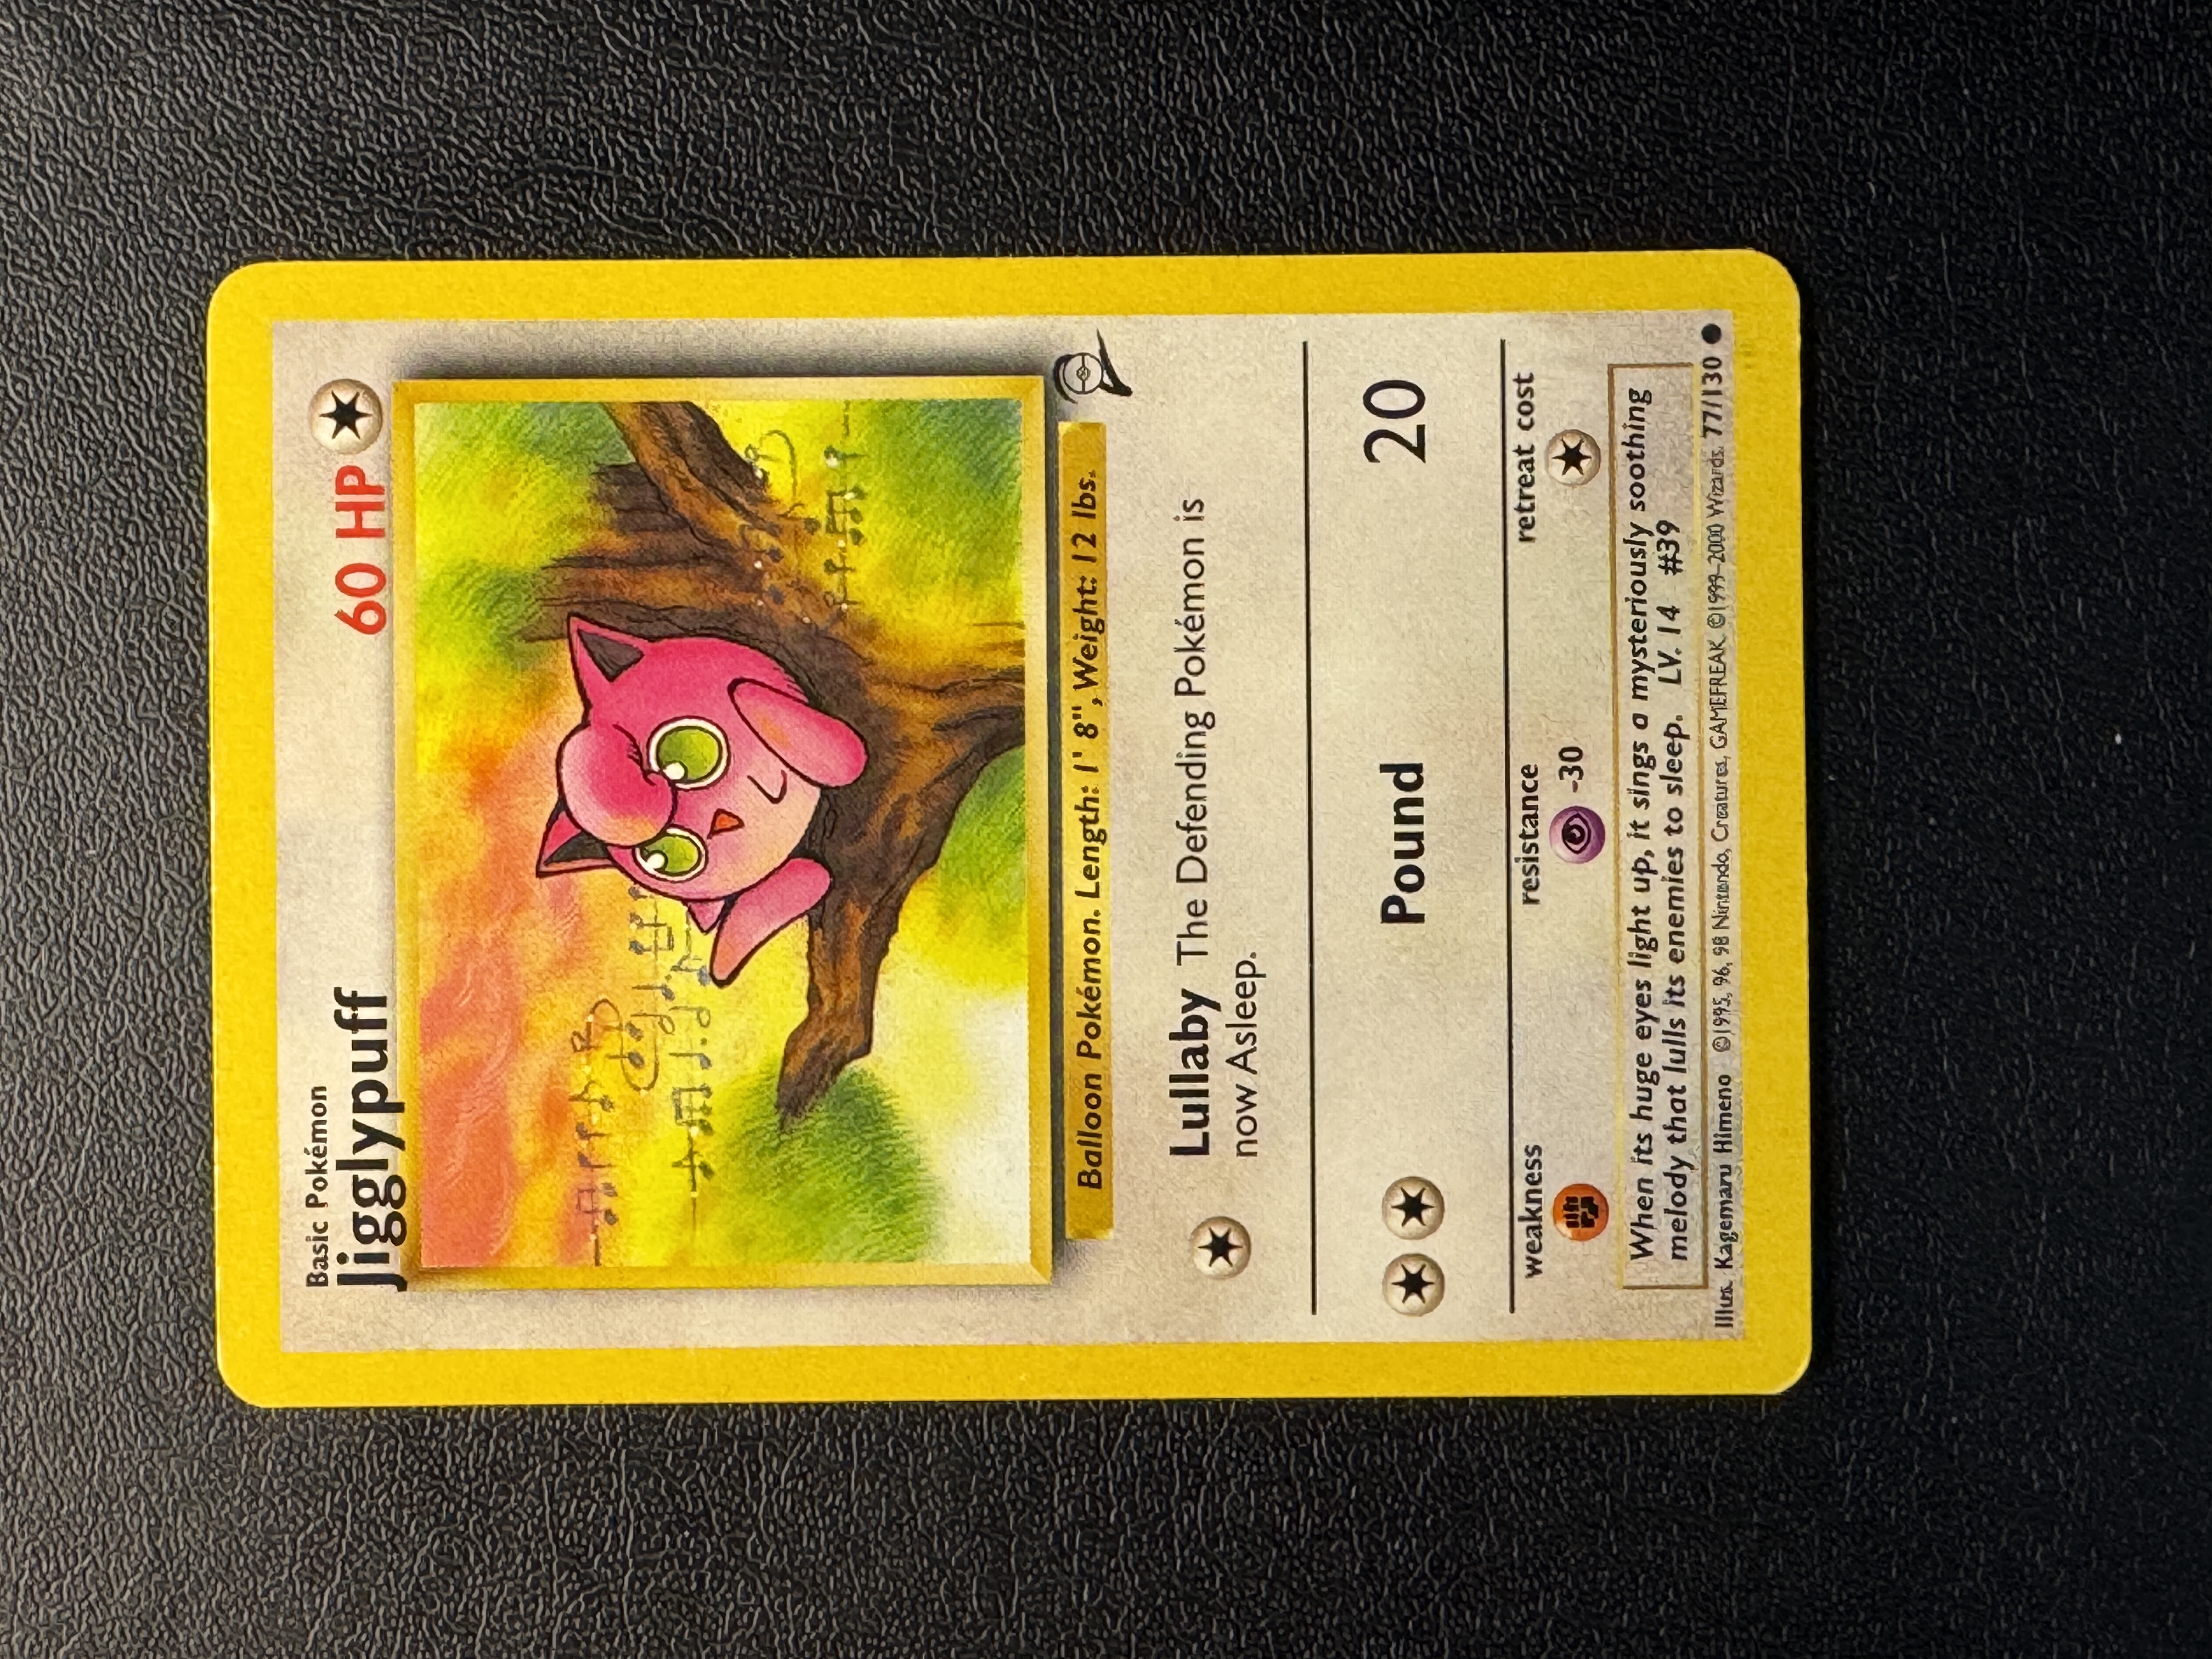 Basic Pokémon
Jigglypuff
60 HP
Balloon Pokémon. Length: 1' 8", Weight: 12 lbs.
Lullaby The Defending Pokémon is
now Asleep.
Pound 20
weakness resistance retreat cost
-30
When its huge eyes light up, it sings a mysteriously soothing
melody that lulls its enemies to sleep. LV. 14 #39
Illus. Kagemaru Himeno ©1995, 96, 98 Nintendo, Creatures, GAMEFREAK. ©1999-2000 Wizards. 77/130